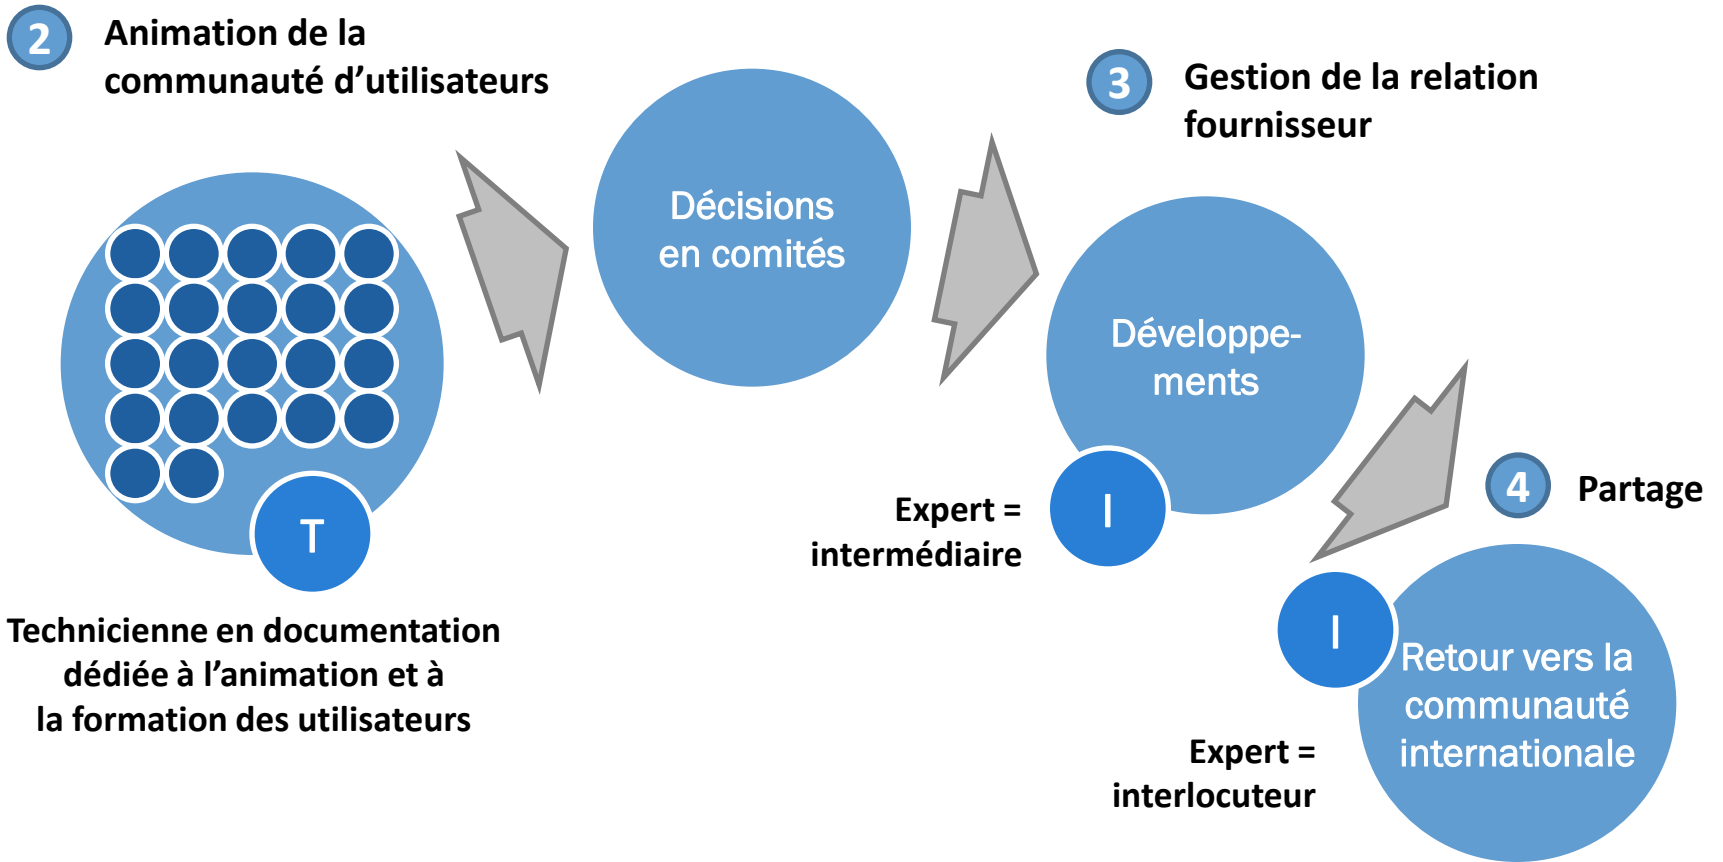 2
Animation de la
communauté d’utilisateurs
T
Technicienne en documentation
dédiée à l’animation et à
la formation des utilisateurs
Décisions
en comités
3
Gestion de la relation
fournisseur
Développe-
ments
I
Expert =
intermédiaire
4
Partage
I
Retour vers la
communauté
internationale
Expert =
interlocuteur